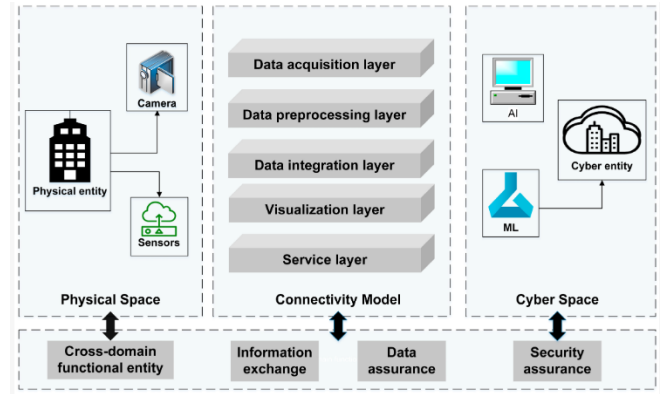 Camera
Physical entity
Sensors
Physical Space
Data acquisition layer
Data preprocessing layer
Data integration layer
Visualization layer
Service layer
Connectivity Model
AI
Cyber entity
ML
Cyber Space
Cross-domain
functional entity
Information
exchange
Data
assurance
Security
assurance